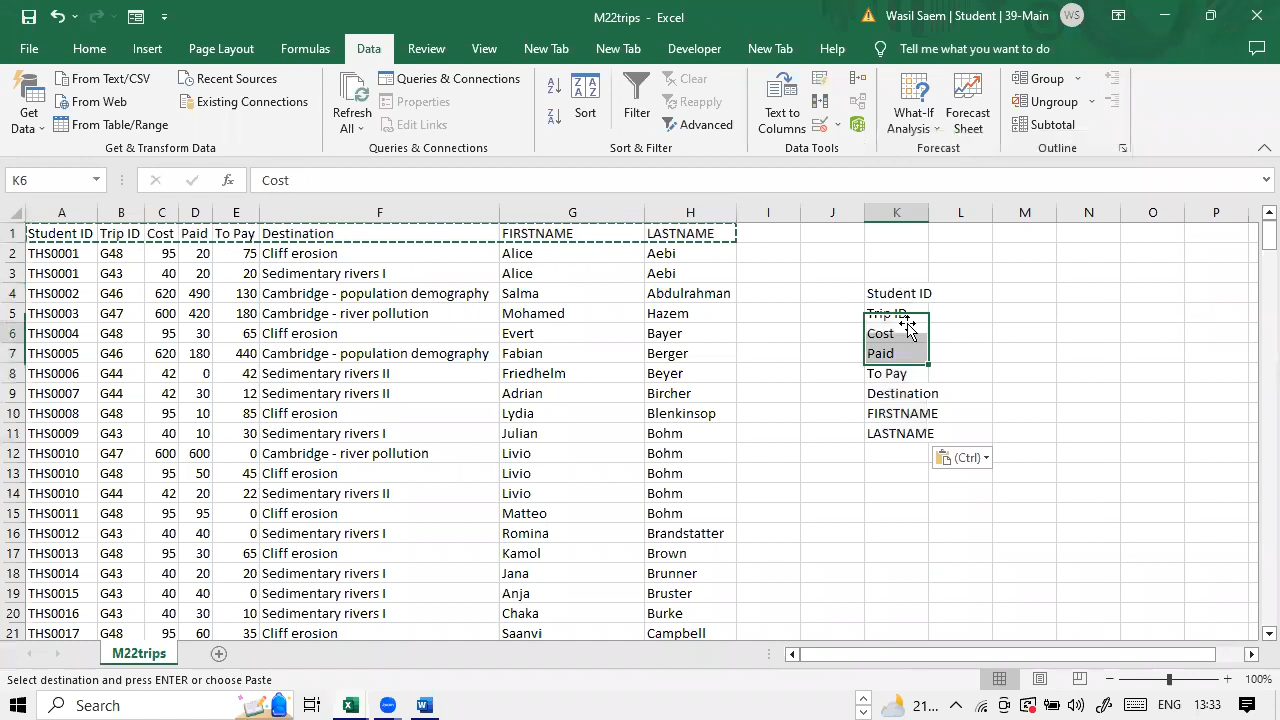 M22trips - Excel
Wasil Saem | Student | 39-Main WS
File Home Insert Page Layout Formulas Data Review View New Tab New Tab Developer New Tab Help Tell me what you want to do
Get Data
From Text/CSV
From Web
From Table/Range
Recent Sources
Existing Connections
Get & Transform Data
Refresh All
Queries & Connections
Properties
Edit Links
Queries & Connections
Sort
Filter
Clear
Reapply
Advanced
Sort & Filter
Text to Columns
Data Tools
What-If Analysis
Forecast Sheet
Forecast
Group
Ungroup
Subtotal
Outline
K6 fx Cost
A B C D E F G H I J K L M N O P
1 Student ID Trip ID Cost Paid To Pay Destination FIRSTNAME LASTNAME
2 THS0001 G48 95 20 75 Cliff erosion Alice Aebi
3 THS0001 G43 40 20 20 Sedimentary rivers I Alice Aebi
4 THS0002 G46 620 490 130 Cambridge - population demography Salma Abdulrahman Student ID
5 THS0003 G47 600 420 180 Cambridge - river pollution Mohamed Hazem Trip ID
6 THS0004 G48 95 30 65 Cliff erosion Evert Bayer Cost
7 THS0005 G46 620 180 440 Cambridge - population demography Fabian Berger Paid
8 THS0006 G44 42 0 42 Sedimentary rivers II Friedhelm Beyer To Pay
9 THS0007 G44 42 30 12 Sedimentary rivers II Adrian Bircher Destination
10 THS0008 G48 95 10 85 Cliff erosion Lydia Blenkinsop FIRSTNAME
11 THS0009 G43 40 10 30 Sedimentary rivers I Julian Bohm LASTNAME
12 THS0010 G47 600 600 0 Cambridge - river pollution Livio Bohm (Ctrl)
13 THS0010 G48 95 50 45 Cliff erosion Livio Bohm
14 THS0010 G44 42 20 22 Sedimentary rivers II Livio Bohm
15 THS0011 G48 95 95 0 Cliff erosion Matteo Bohm
16 THS0012 G43 40 40 0 Sedimentary rivers I Romina Brandstatter
17 THS0013 G48 95 30 65 Cliff erosion Kamol Brown
18 THS0014 G43 40 20 20 Sedimentary rivers I Jana Brunner
19 THS0015 G43 40 40 0 Sedimentary rivers I Anja Bruster
20 THS0016 G43 40 30 10 Sedimentary rivers I Chaka Burke
21 THS0017 G48 95 60 35 Cliff erosion Saanvi Campbell
M22trips
Select destination and press ENTER or choose Paste 100%
Search 21... ENG 13:33